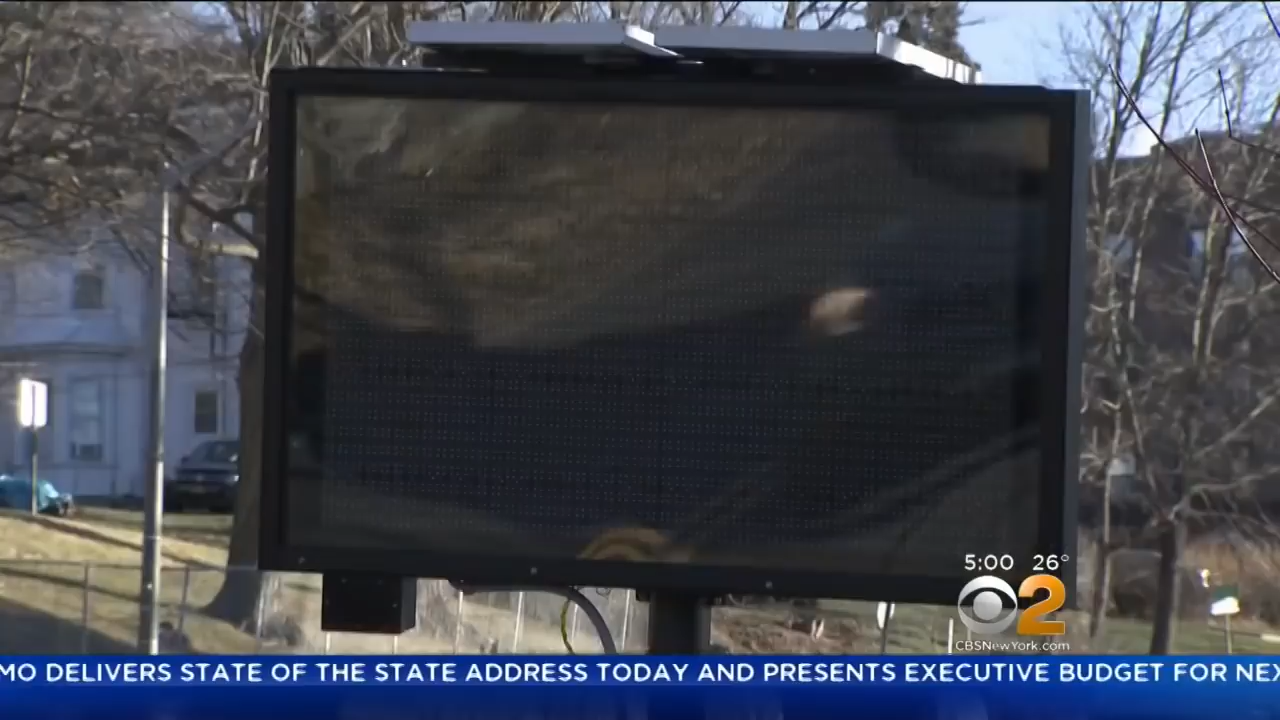 5:00 26°
2
CBSNewYork.com
MO DELIVERS STATE OF THE STATE ADDRESS TODAY AND PRESENTS EXECUTIVE BUDGET FOR NEX